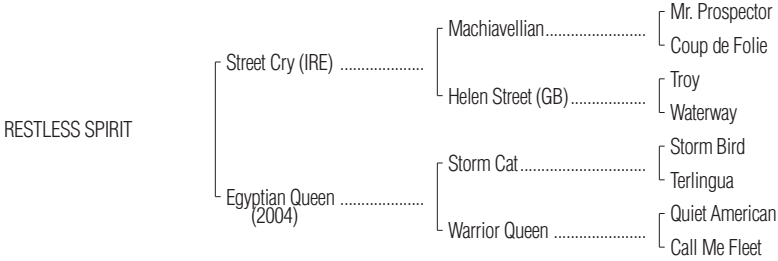 Mr. Prospector
Machiavellian......................
Coup de Folie
Street Cry (IRE) ..................
Troy
Helen Street (GB)................
Waterway
RESTLESS SPIRIT
Storm Bird
Storm Cat...........................
Terlingua
Egyptian Queen ..................
(2004)
Quiet American
Warrior Queen ....................
Call Me Fleet